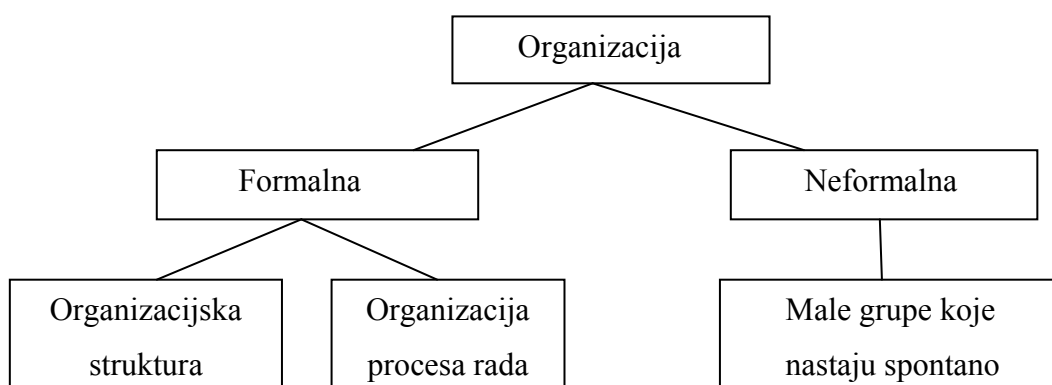 Organizacija
Formalna
Neformalna
Organizacijska
struktura
Organizacija
procesa rada
Male grupe koje
nastaju spontano